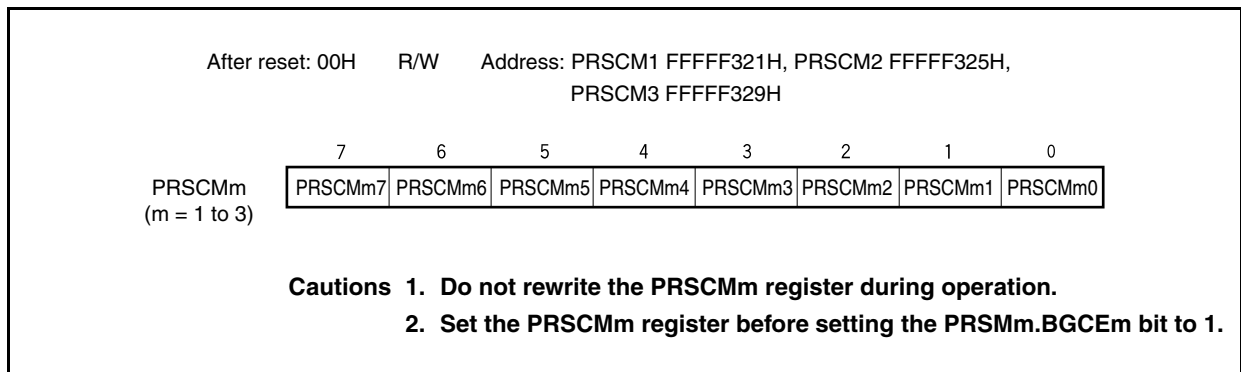 After reset: 00H R/W Address: PRSCM1 FFFFF321H, PRSCM2 FFFFF325H,
PRSCM3 FFFFF329H
7 6 5 4 3 2 1 0
PRSCMm PRSCMm7 PRSCMm6 PRSCMm5 PRSCMm4 PRSCMm3 PRSCMm2 PRSCMm1 PRSCMm0
(m = 1 to 3)
Cautions 1. Do not rewrite the PRSCMm register during operation.
2. Set the PRSCMm register before setting the PRSMm.BGCEm bit to 1.